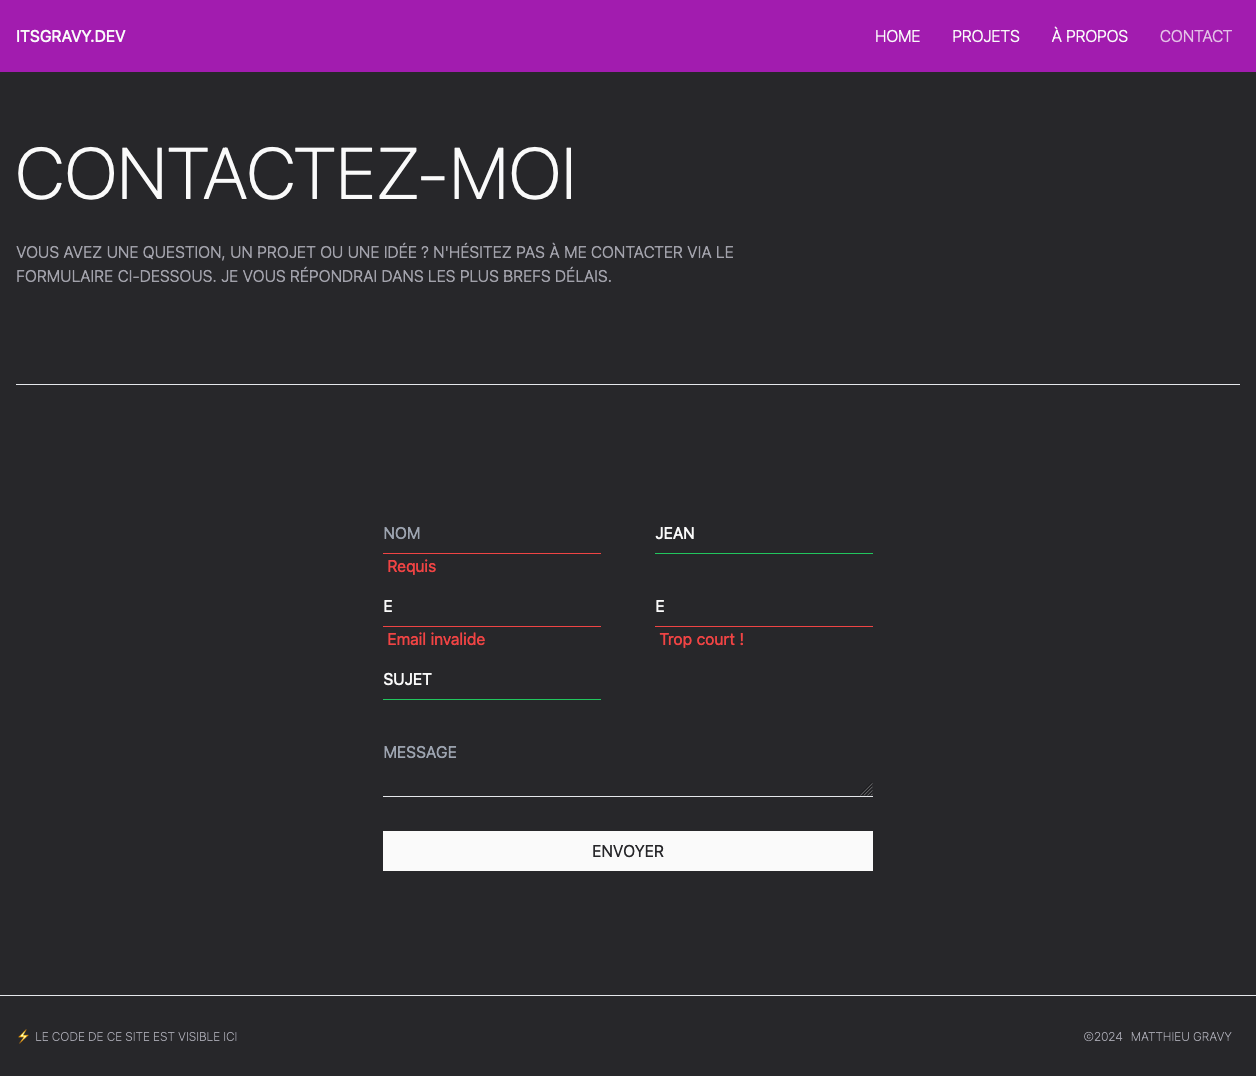 ITSGRAVY.DEV
HOME PROJETS À PROPOS CONTACT
CONTACTEZ-MOI
VOUS AVEZ UNE QUESTION, UN PROJET OU UNE IDÉE ? N'HÉSITEZ PAS À ME CONTACTER VIA LE
FORMULAIRE CI-DESSOUS. JE VOUS RÉPONDRAI DANS LES PLUS BREFS DÉLAIS.
NOM JEAN
Requis
E E
Email invalide Trop court !
SUJET
MESSAGE
ENVOYER
⚡ LE CODE DE CE SITE EST VISIBLE ICI
©2024 MATTHIEU GRAVY